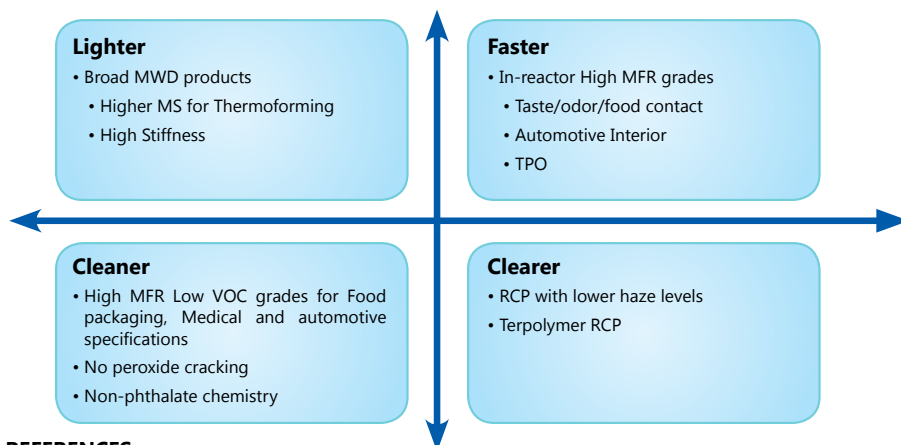 Lighter
• Broad MWD products
• Higher MS for Thermoforming
• High Stiffness
Faster
• In-reactor High MFR grades
• Taste/odor/food contact
• Automotive Interior
• TPO
Cleaner
• High MFR Low VOC grades for Food
packaging, Medical and automotive
specifications
• No peroxide cracking
• Non-phthalate chemistry
Clearer
• RCP with lower haze levels
• Terpolymer RCP
REFERENCES